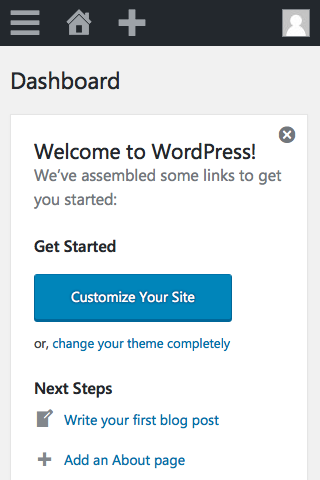 Dashboard
Welcome to WordPress!
We've assembled some links to get
you started:
Get Started
Customize Your Site
or, change your theme completely
Next Steps
Write your first blog post
Add an About page